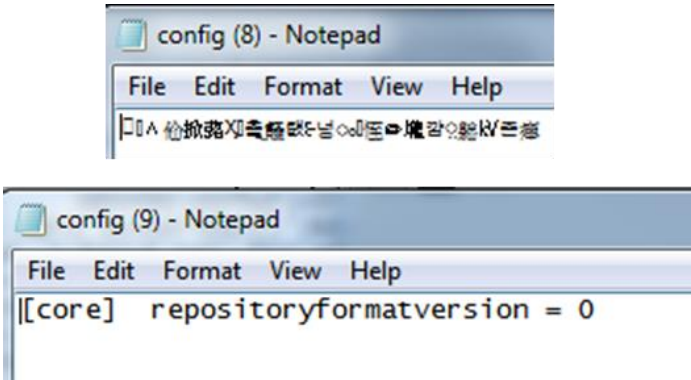 config (8) - Notepad
File Edit Format View Help
config (9) - Notepad
File Edit Format View Help
[core] repositoryformatversion = 0